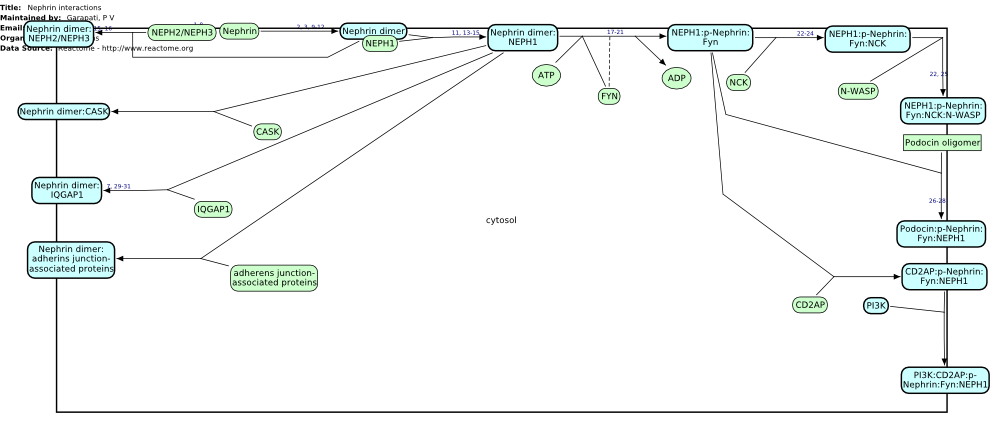 Title: Nephrin interactions
Maintained by: Garapati, P V
Email:
Data Source: Reactome - http://www.reactome.org
Nephrin dimer:
NEPH2/NEPH3
NEPH2/NEPH3
Nephrin
2, 3, 9-12
Nephrin dimer
NEPH1
11, 13-15
Nephrin dimer:
NEPH1
17-21
NEPH1:p-Nephrin:
Fyn
22-24
NEPH1:p-Nephrin:
Fyn:NCK
ATP
FYN
ADP
NCK
N-WASP
NEPH1:p-Nephrin:
Fyn:NCK:N-WASP
Nephrin dimer:CASK
CASK
Podocin oligomer
Nephrin dimer:
IQGAP1
7, 29-31
IQGAP1
26-28
cytosol
Podocin:p-Nephrin:
Fyn:NEPH1
Nephrin dimer:
adherins junction-
associated proteins
adherens junction-
associated proteins
CD2AP:p-Nephrin:
Fyn:NEPH1
CD2AP
PI3K
PI3K:CD2AP:p-
Nephrin:Fyn:NEPH1